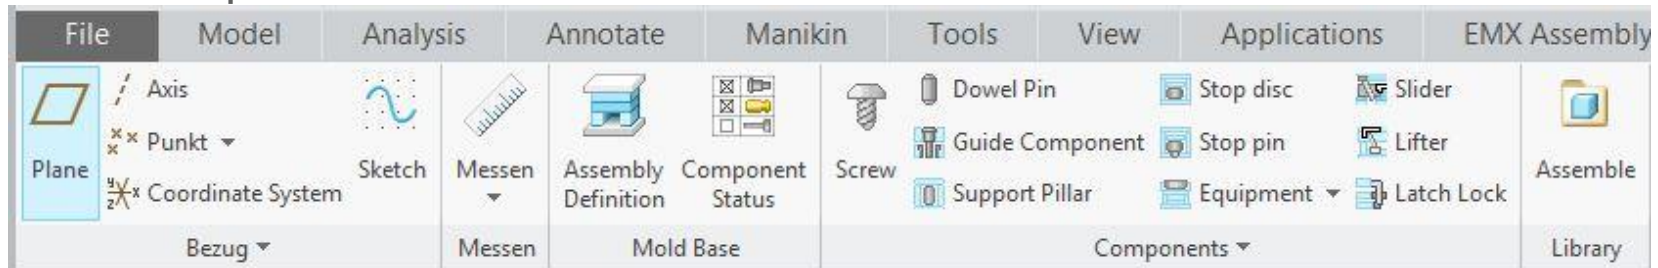 File Model Analysis Annotate Manikin Tools View Applications EMX Assembly
Plane
Axis
Punkt
Coordinate System
Sketch
Bezug
Messen
Messen
Assembly
Definition
Component
Status
Mold Base
Screw
Dowel Pin
Guide Component
Support Pillar
Stop disc
Stop pin
Equipment
Slider
Lifter
Latch Lock
Components
Assemble
Library